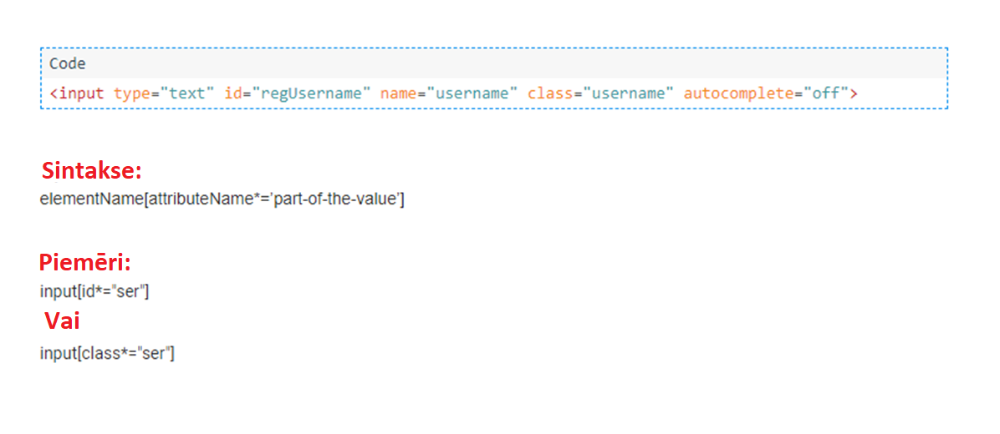 Code
<input type="text" id="regUsername" name="username" class="username" autocomplete="off">
Sintakse:
elementName[attributeName*='part-of-the-value’]
Piemēri:
input[id*="ser"]
Vai
input[class*="ser"]